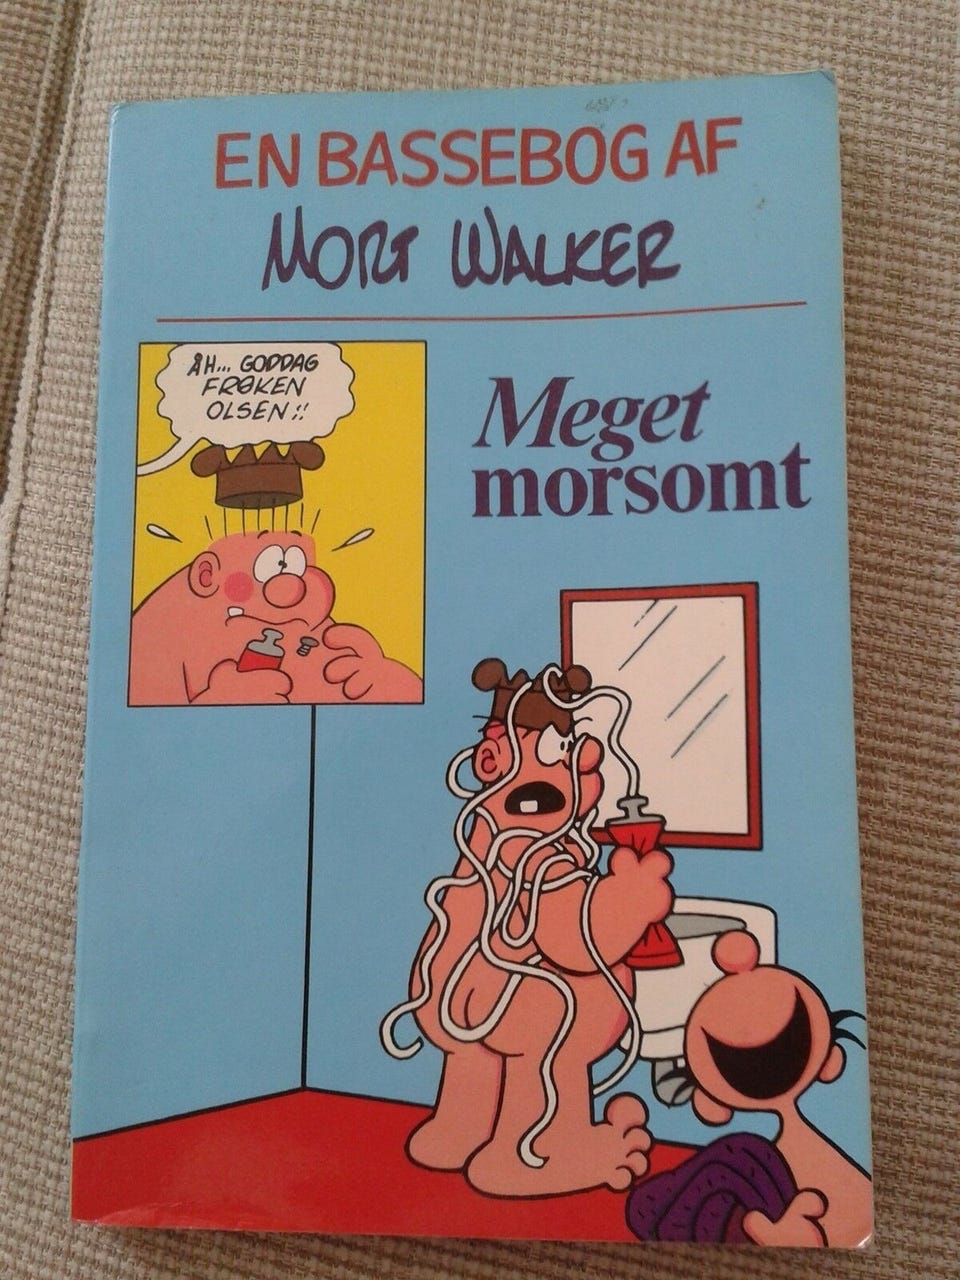 EN BASSEBOG AF
MORT WALKER
ÅH... GODDAG
FRØKEN
OLSEN!!
Meget
morsomt